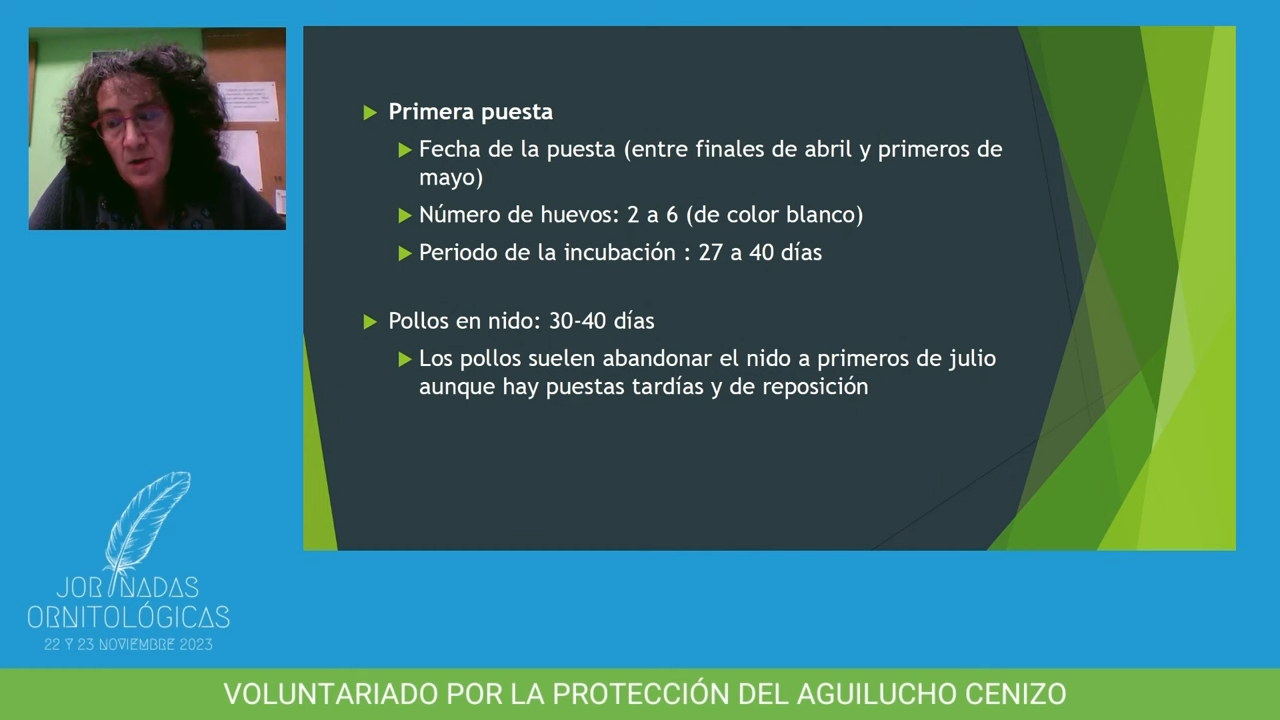 Primera puesta
Fecha de la puesta (entre finales de abril y primeros de
mayo)
Número de huevos: 2 a 6 (de color blanco)
Periodo de la incubación : 27 a 40 días
Pollos en nido: 30-40 días
Los pollos suelen abandonar el nido a primeros de julio
aunque hay puestas tardías y de reposición
JORNADAS
ORNITOLÓGICAS
22 Y 23 NOVIEMBRE 2023
VOLUNTARIADO POR LA PROTECCIÓN DEL AGUILUCHO CENIZO